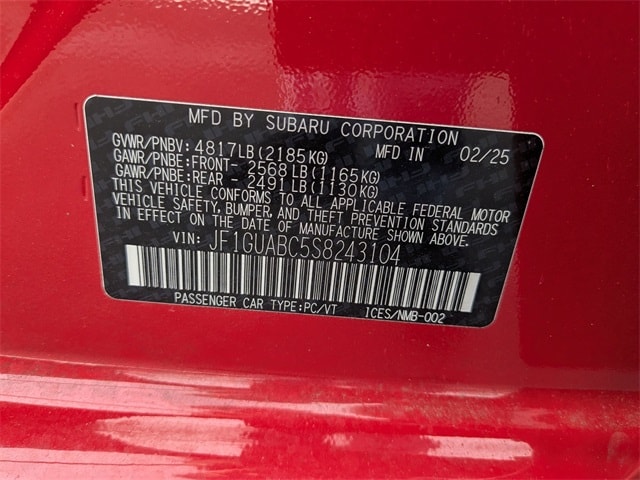 MFD BY SUBARU CORPORATION
GVWR/PNBV: 4817LB(2185KG) MFD IN 02/25
GAWR/PNBE:FRONT- 2568LB(1165KG)
GAWR/PNBE:REAR - 2491LB(1130KG)
THIS VEHICLE CONFORMS TO ALL APPLICABLE FEDERAL MOTOR
VEHICLE SAFETY, BUMPER, AND THEFT PREVENTION STANDARDS
IN EFFECT ON THE DATE OF MANUFACTURE SHOWN ABOVE.
VIN: JF1GUABC5S8243104
PASSENGER CAR TYPE:PC/VT ICES/NMB-002